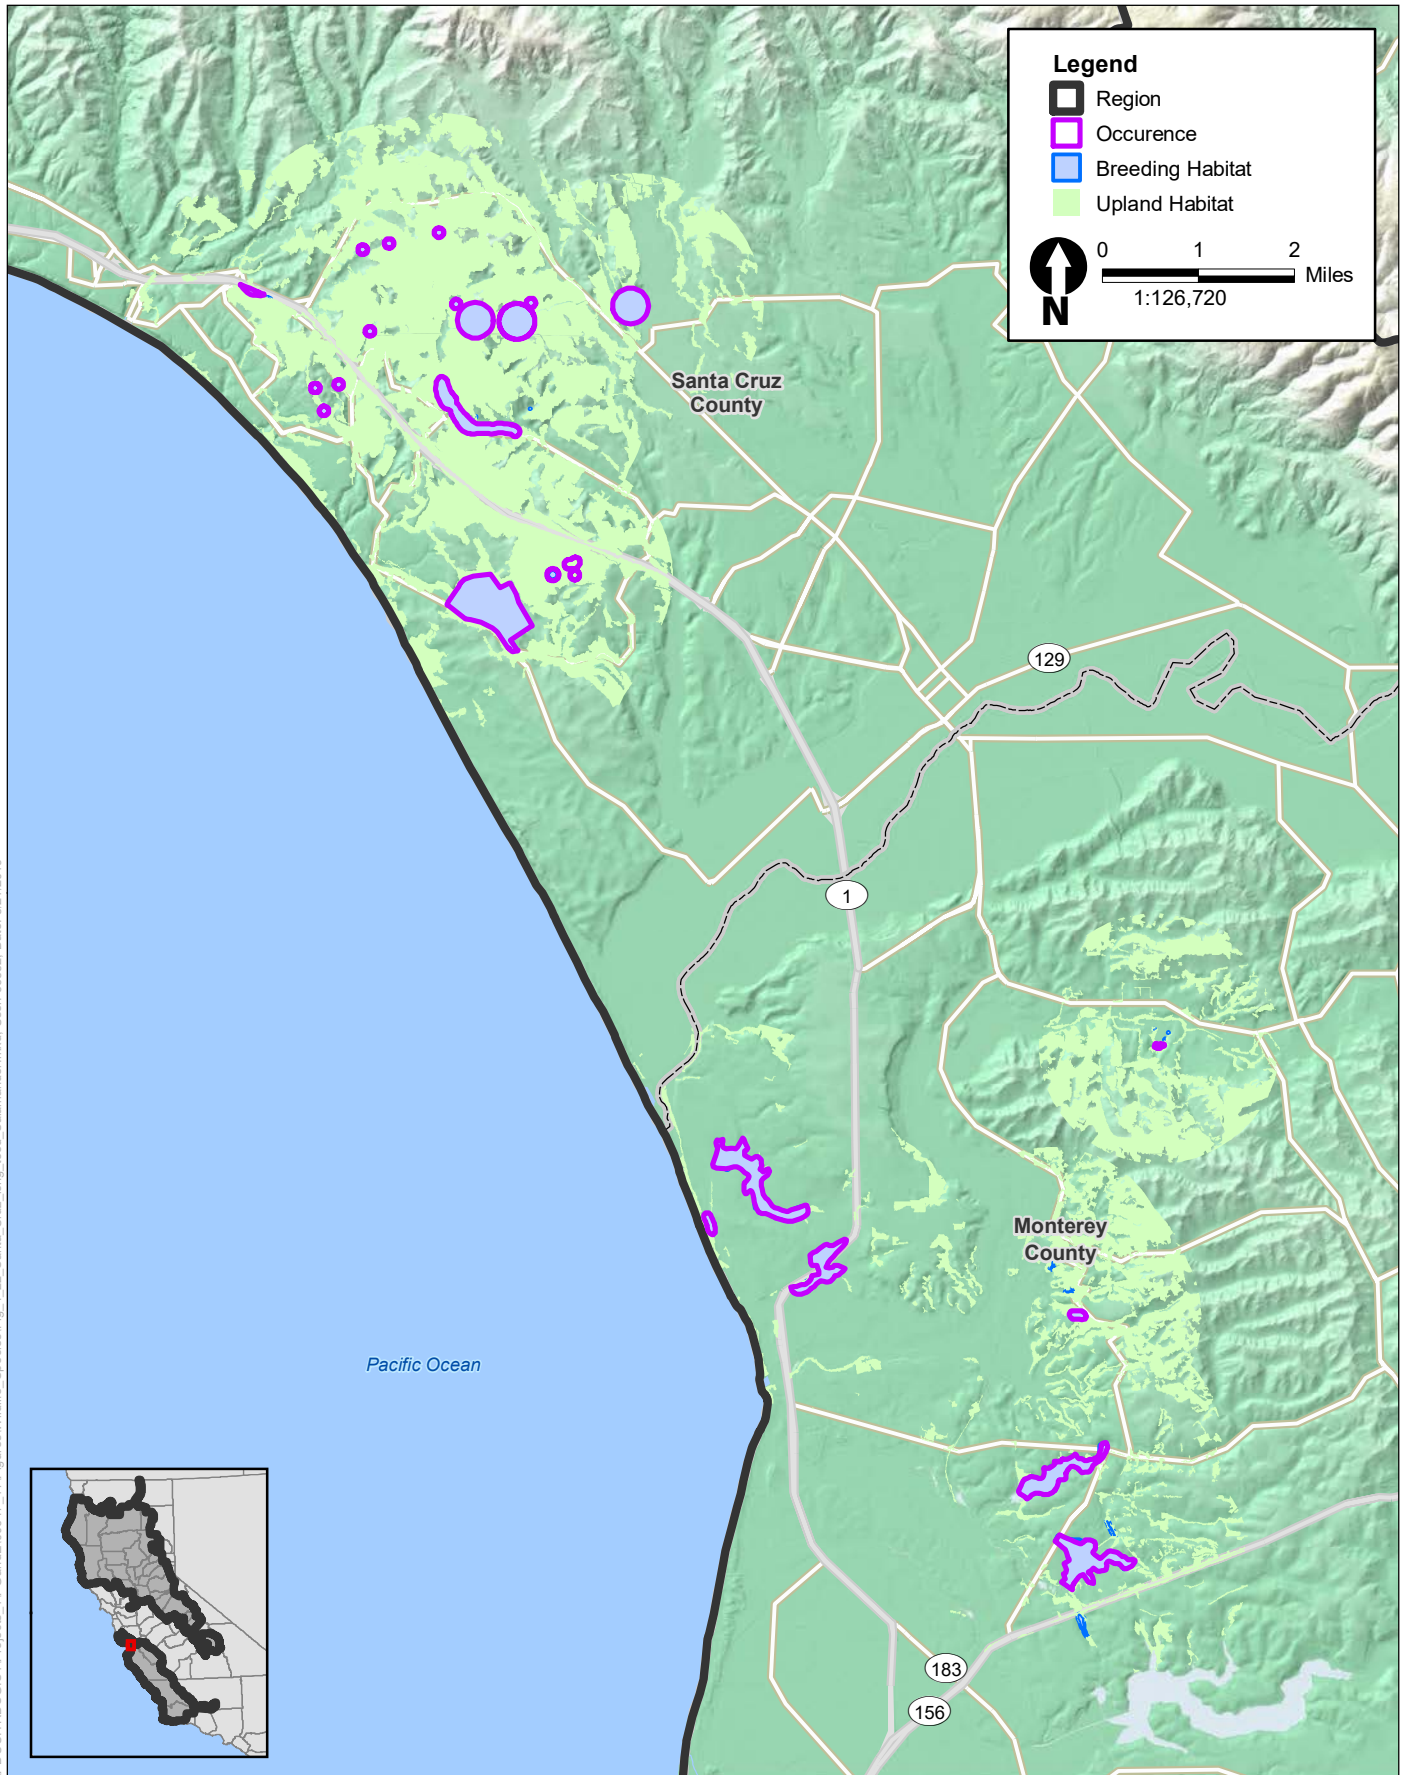 Legend
Region
Occurence
Breeding Habitat
Upland Habitat
0 1 2
Miles
1:126,720
N
Santa Cruz
County
129
1
Monterey
County
Pacific Ocean
183
156